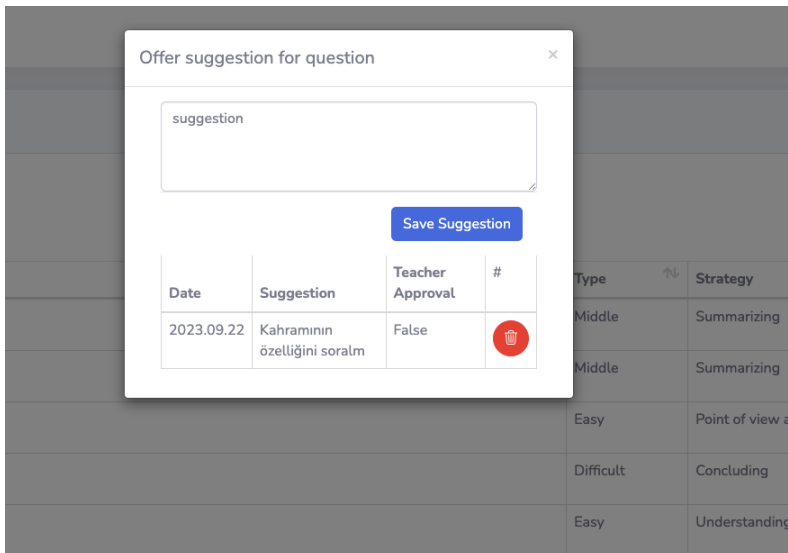 Offer suggestion for question ×
suggestion
Save Suggestion
Date Suggestion Teacher Approval #
2023.09.22 Kahramının özelliğini soralm False
Type Strategy
Middle Summarizing
Middle Summarizing
Easy Point of view a
Difficult Concluding
Easy Understanding